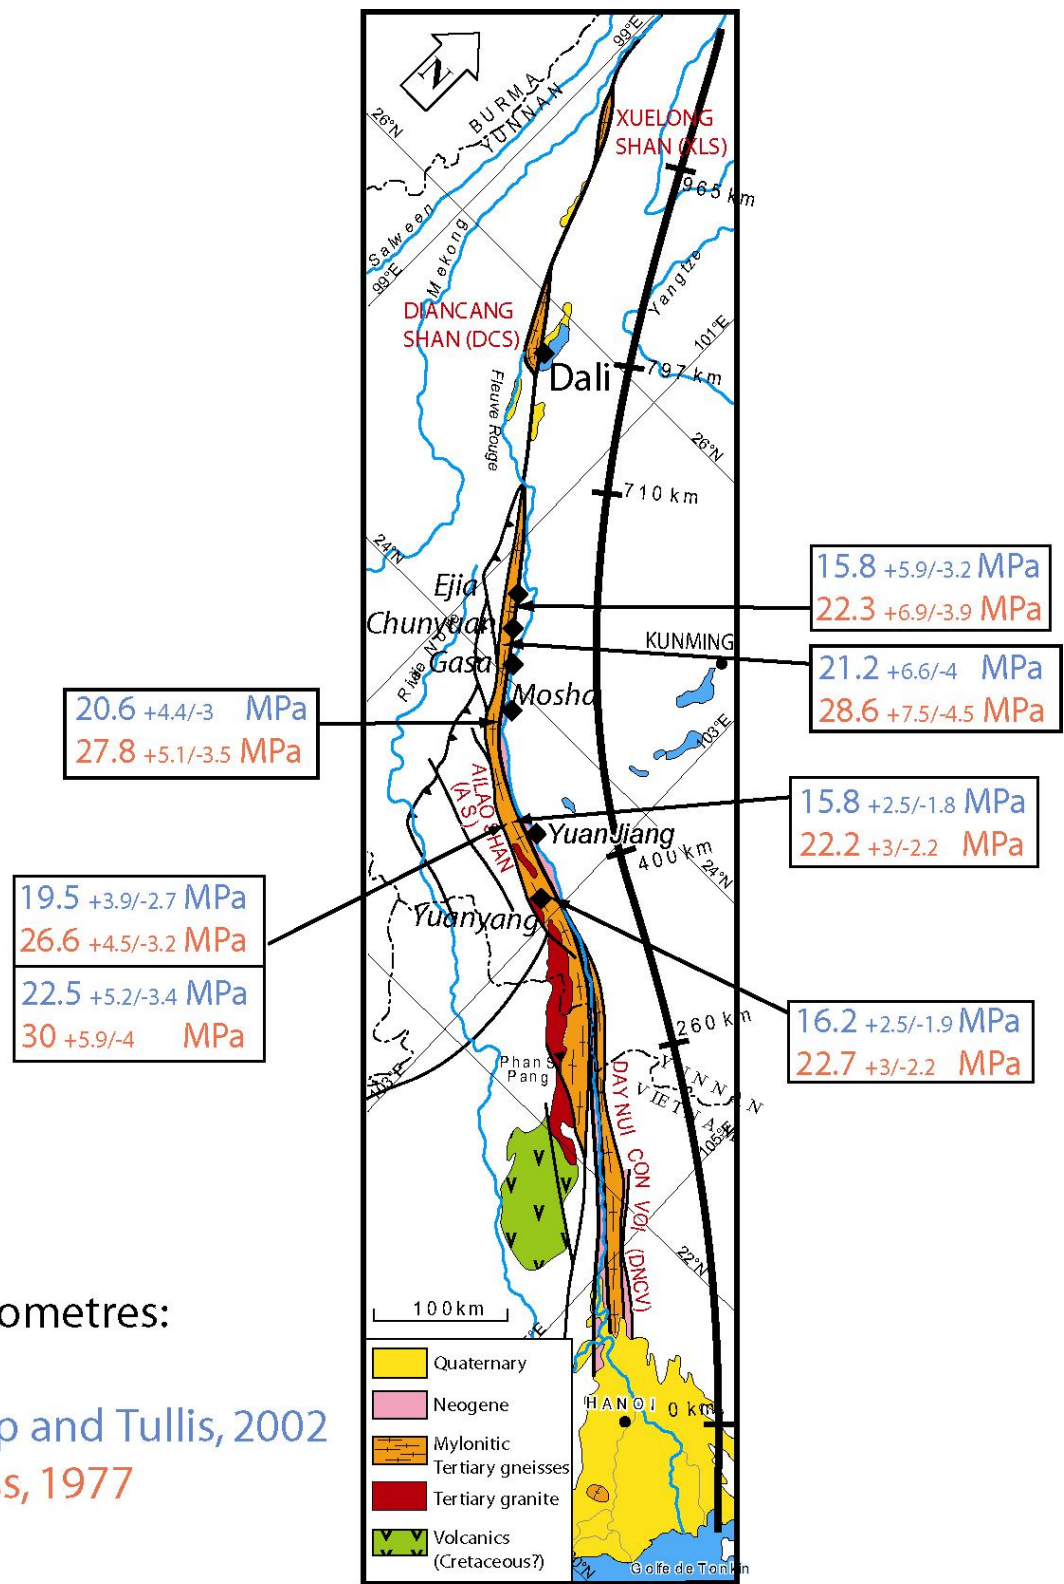 99°E
N
BURMA
YUNNAN
26°N
XUELONG
SHAN (XLS)
965 km
Salween
99°E
Mekong
Yangtze
DIANCANG
SHAN (DCS)
101°E
Dali
797 km
Fleuve Rouge
26°N
710 km
24°N
15.8 +5.9/-3.2 MPa
22.3 +6.9/-3.9 MPa
Ejia
Chunyuan
KUNMING
Gasa
21.2 +6.6/-4 MPa
28.6 +7.5/-4.5 MPa
Mosha
20.6 +4.4/-3 MPa
27.8 +5.1/-3.5 MPa
103°E
AILAO SHAN
(A S)
15.8 +2.5/-1.8 MPa
22.2 +3/-2.2 MPa
YuanJiang
400 km
24°N
19.5 +3.9/-2.7 MPa
26.6 +4.5/-3.2 MPa
22.5 +5.2/-3.4 MPa
30 +5.9/-4 MPa
Yuanyang
16.2 +2.5/-1.9 MPa
22.7 +3/-2.2 MPa
260 km
Phan S
Pang
103°E
YUNNAN
VIETNAM
105°E
DAY NUI CON VOI (DNCV)
22°N
100km
ometres:
p and Tullis, 2002
s, 1977
Quaternary
Neogene
Mylonitic
Tertiary gneisses
Tertiary granite
Volcanics
(Cretaceous?)
HANOI
0 km
Golfe de Tonkin